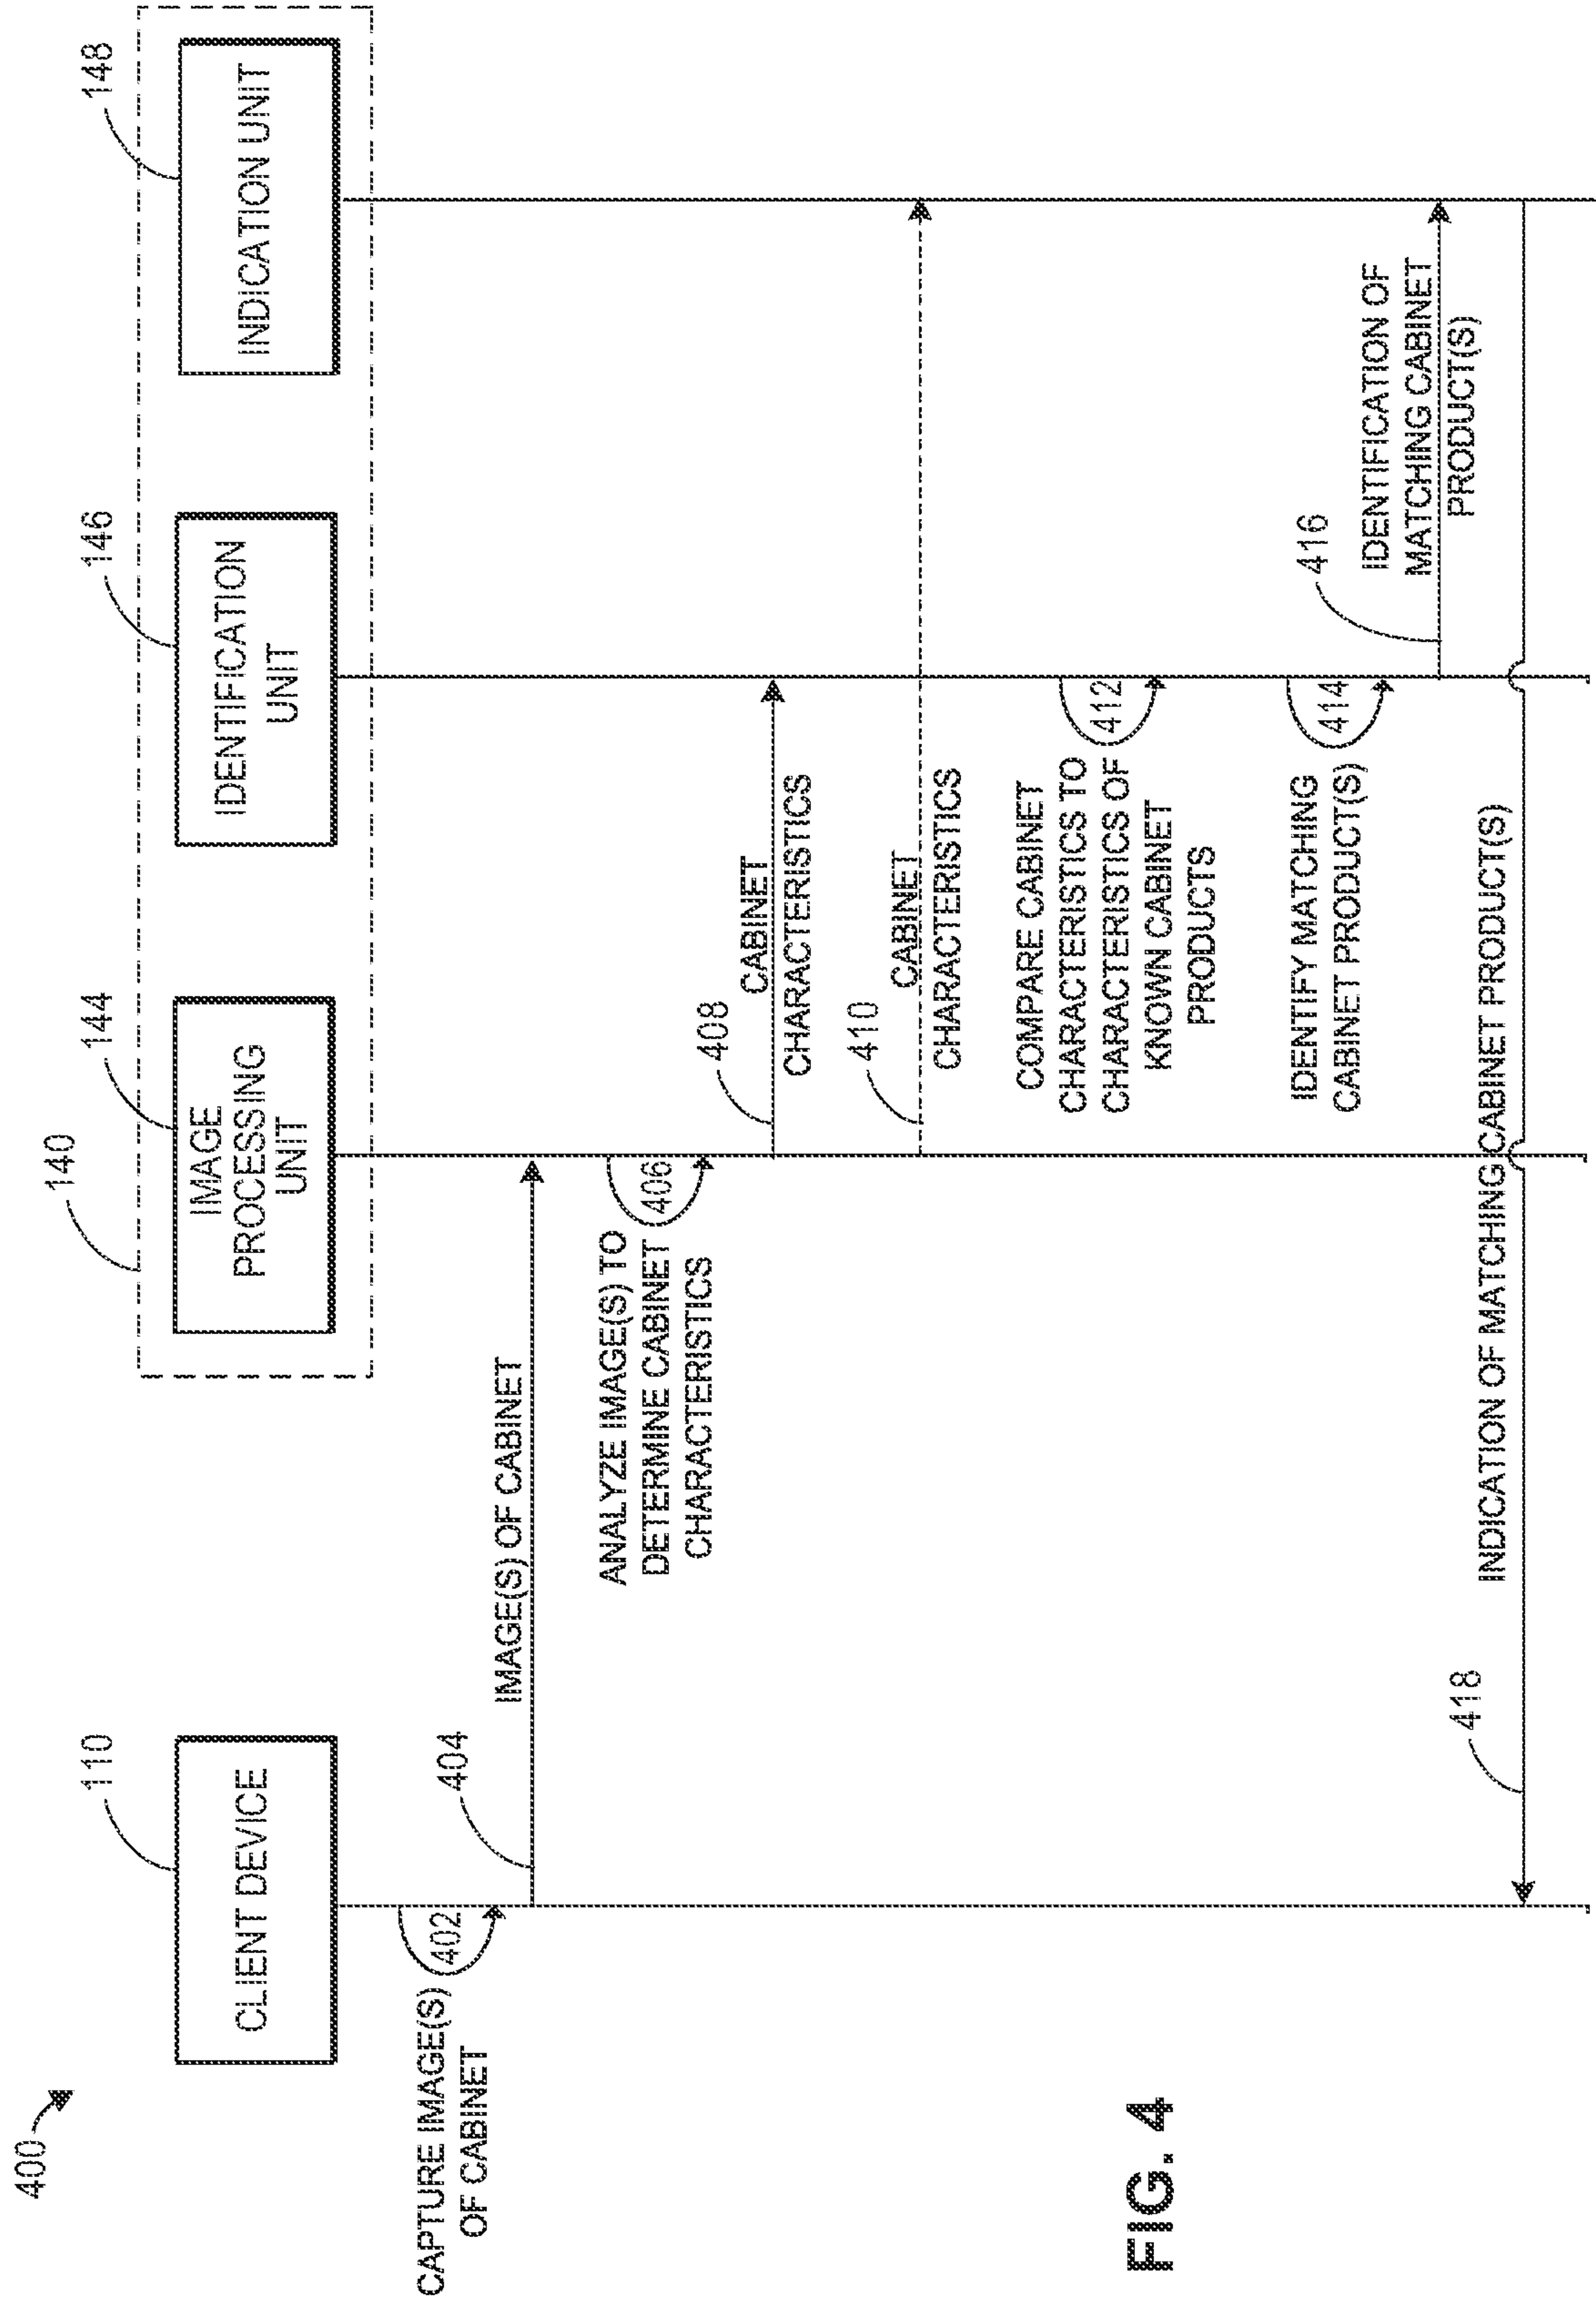 400
110
CLIENT DEVICE
140
144
IMAGE
PROCESSING
UNIT
146
IDENTIFICATION
UNIT
148
INDICATION UNIT
CAPTURE IMAGE(S)
OF CABINET
402
404
IMAGE(S) OF CABINET
ANALYZE IMAGE(S) TO
DETERMINE CABINET
CHARACTERISTICS
406
408
CABINET
CHARACTERISTICS
410
CABINET
CHARACTERISTICS
COMPARE CABINET
CHARACTERISTICS TO
CHARACTERISTICS OF
KNOWN CABINET
PRODUCTS
412
IDENTIFY MATCHING
CABINET PRODUCT(S)
414
416
IDENTIFICATION OF
MATCHING CABINET
PRODUCT(S)
418
INDICATION OF MATCHING CABINET PRODUCT(S)
FIG. 4